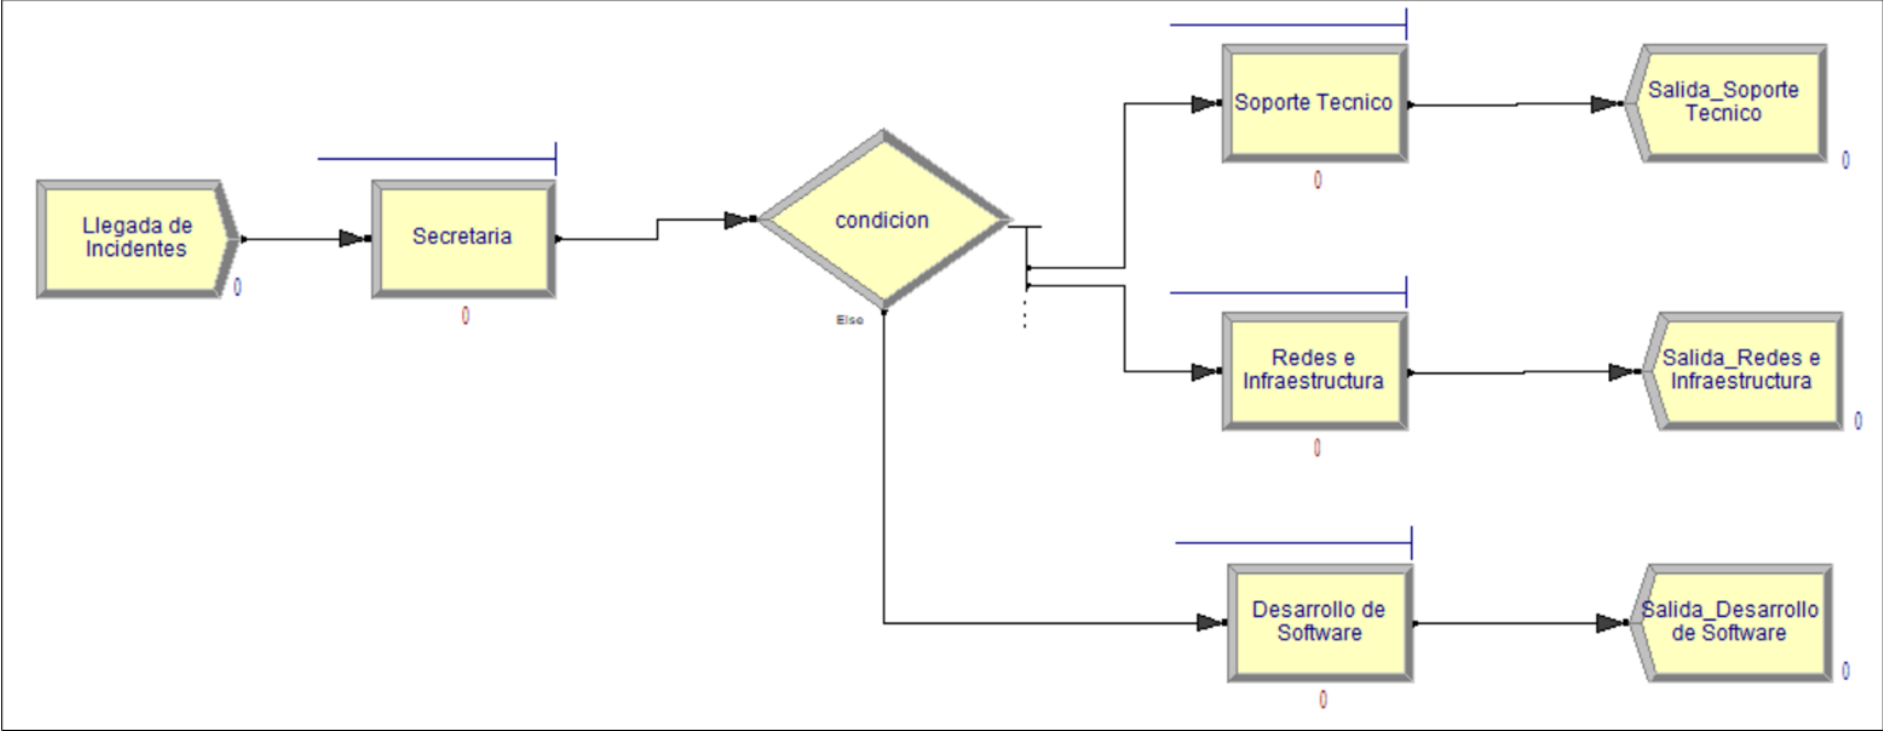 Llegada de
Incidentes
0
Secretaria
0
condicion
Else
Soporte Tecnico
0
Salida_Soporte
Tecnico
0
Redes e
Infraestructura
0
Salida_Redes e
Infraestructura
0
Desarrollo de
Software
0
Salida_Desarrollo
de Software
0